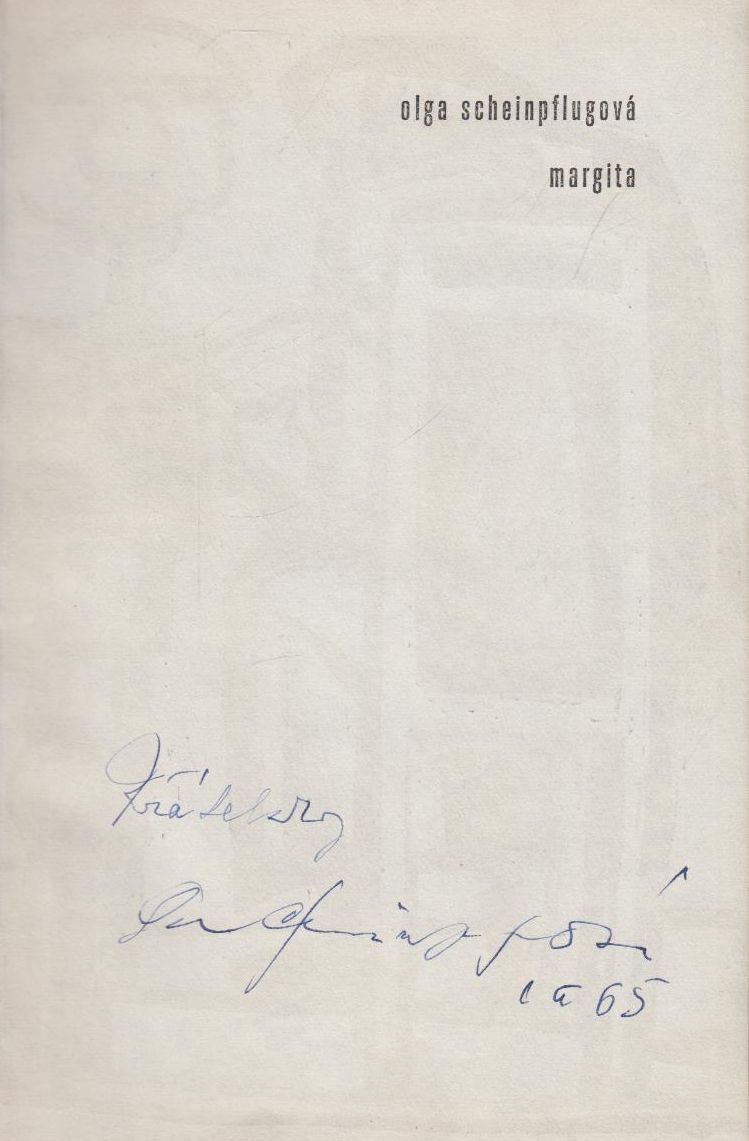 olga scheinpflugová
margita
Přátelsky
Scheinpflugová
1965